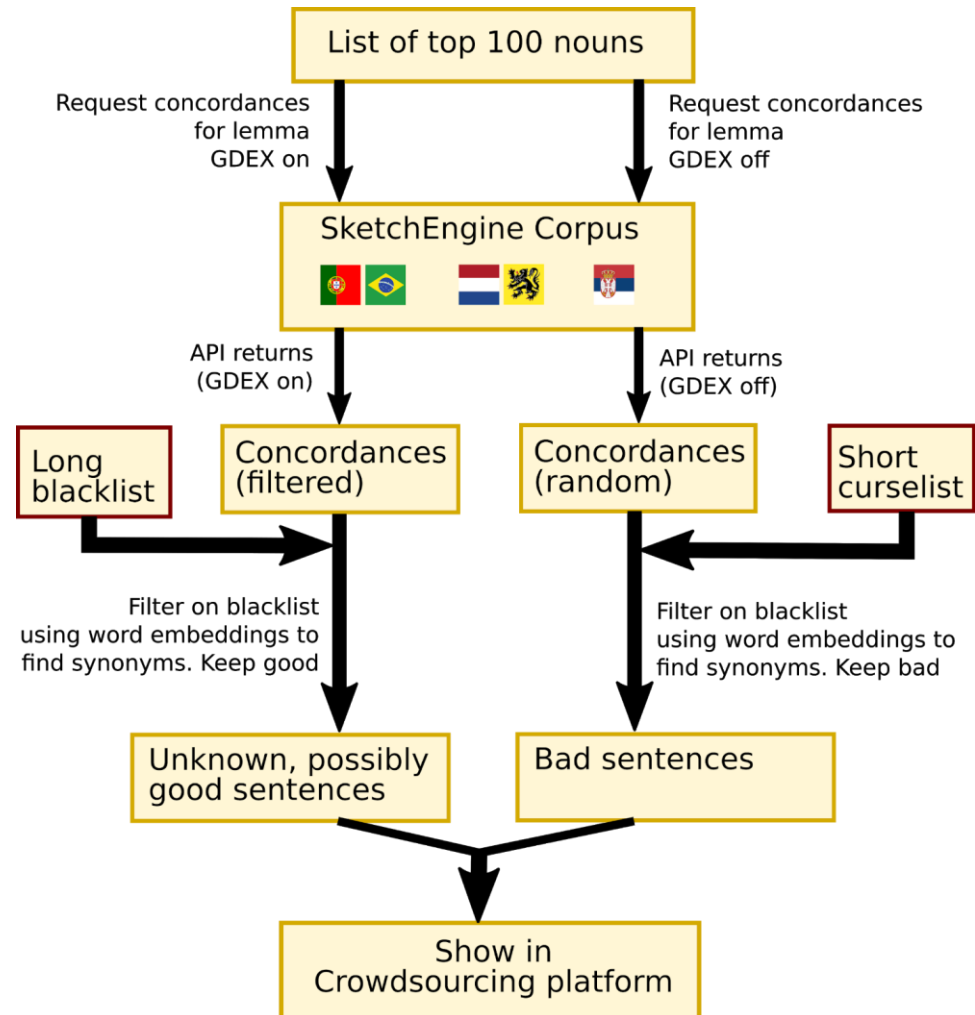 List of top 100 nouns
Request concordances
for lemma
GDEX on
Request concordances
for lemma
GDEX off
SketchEngine Corpus
API returns
(GDEX on)
API returns
(GDEX off)
Long
blacklist
Concordances
(filtered)
Concordances
(random)
Short
curselist
Filter on blacklist
using word embeddings to
find synonyms. Keep good
Filter on blacklist
using word embeddings to
find synonyms. Keep bad
Unknown, possibly
good sentences
Bad sentences
Show in
Crowdsourcing platform